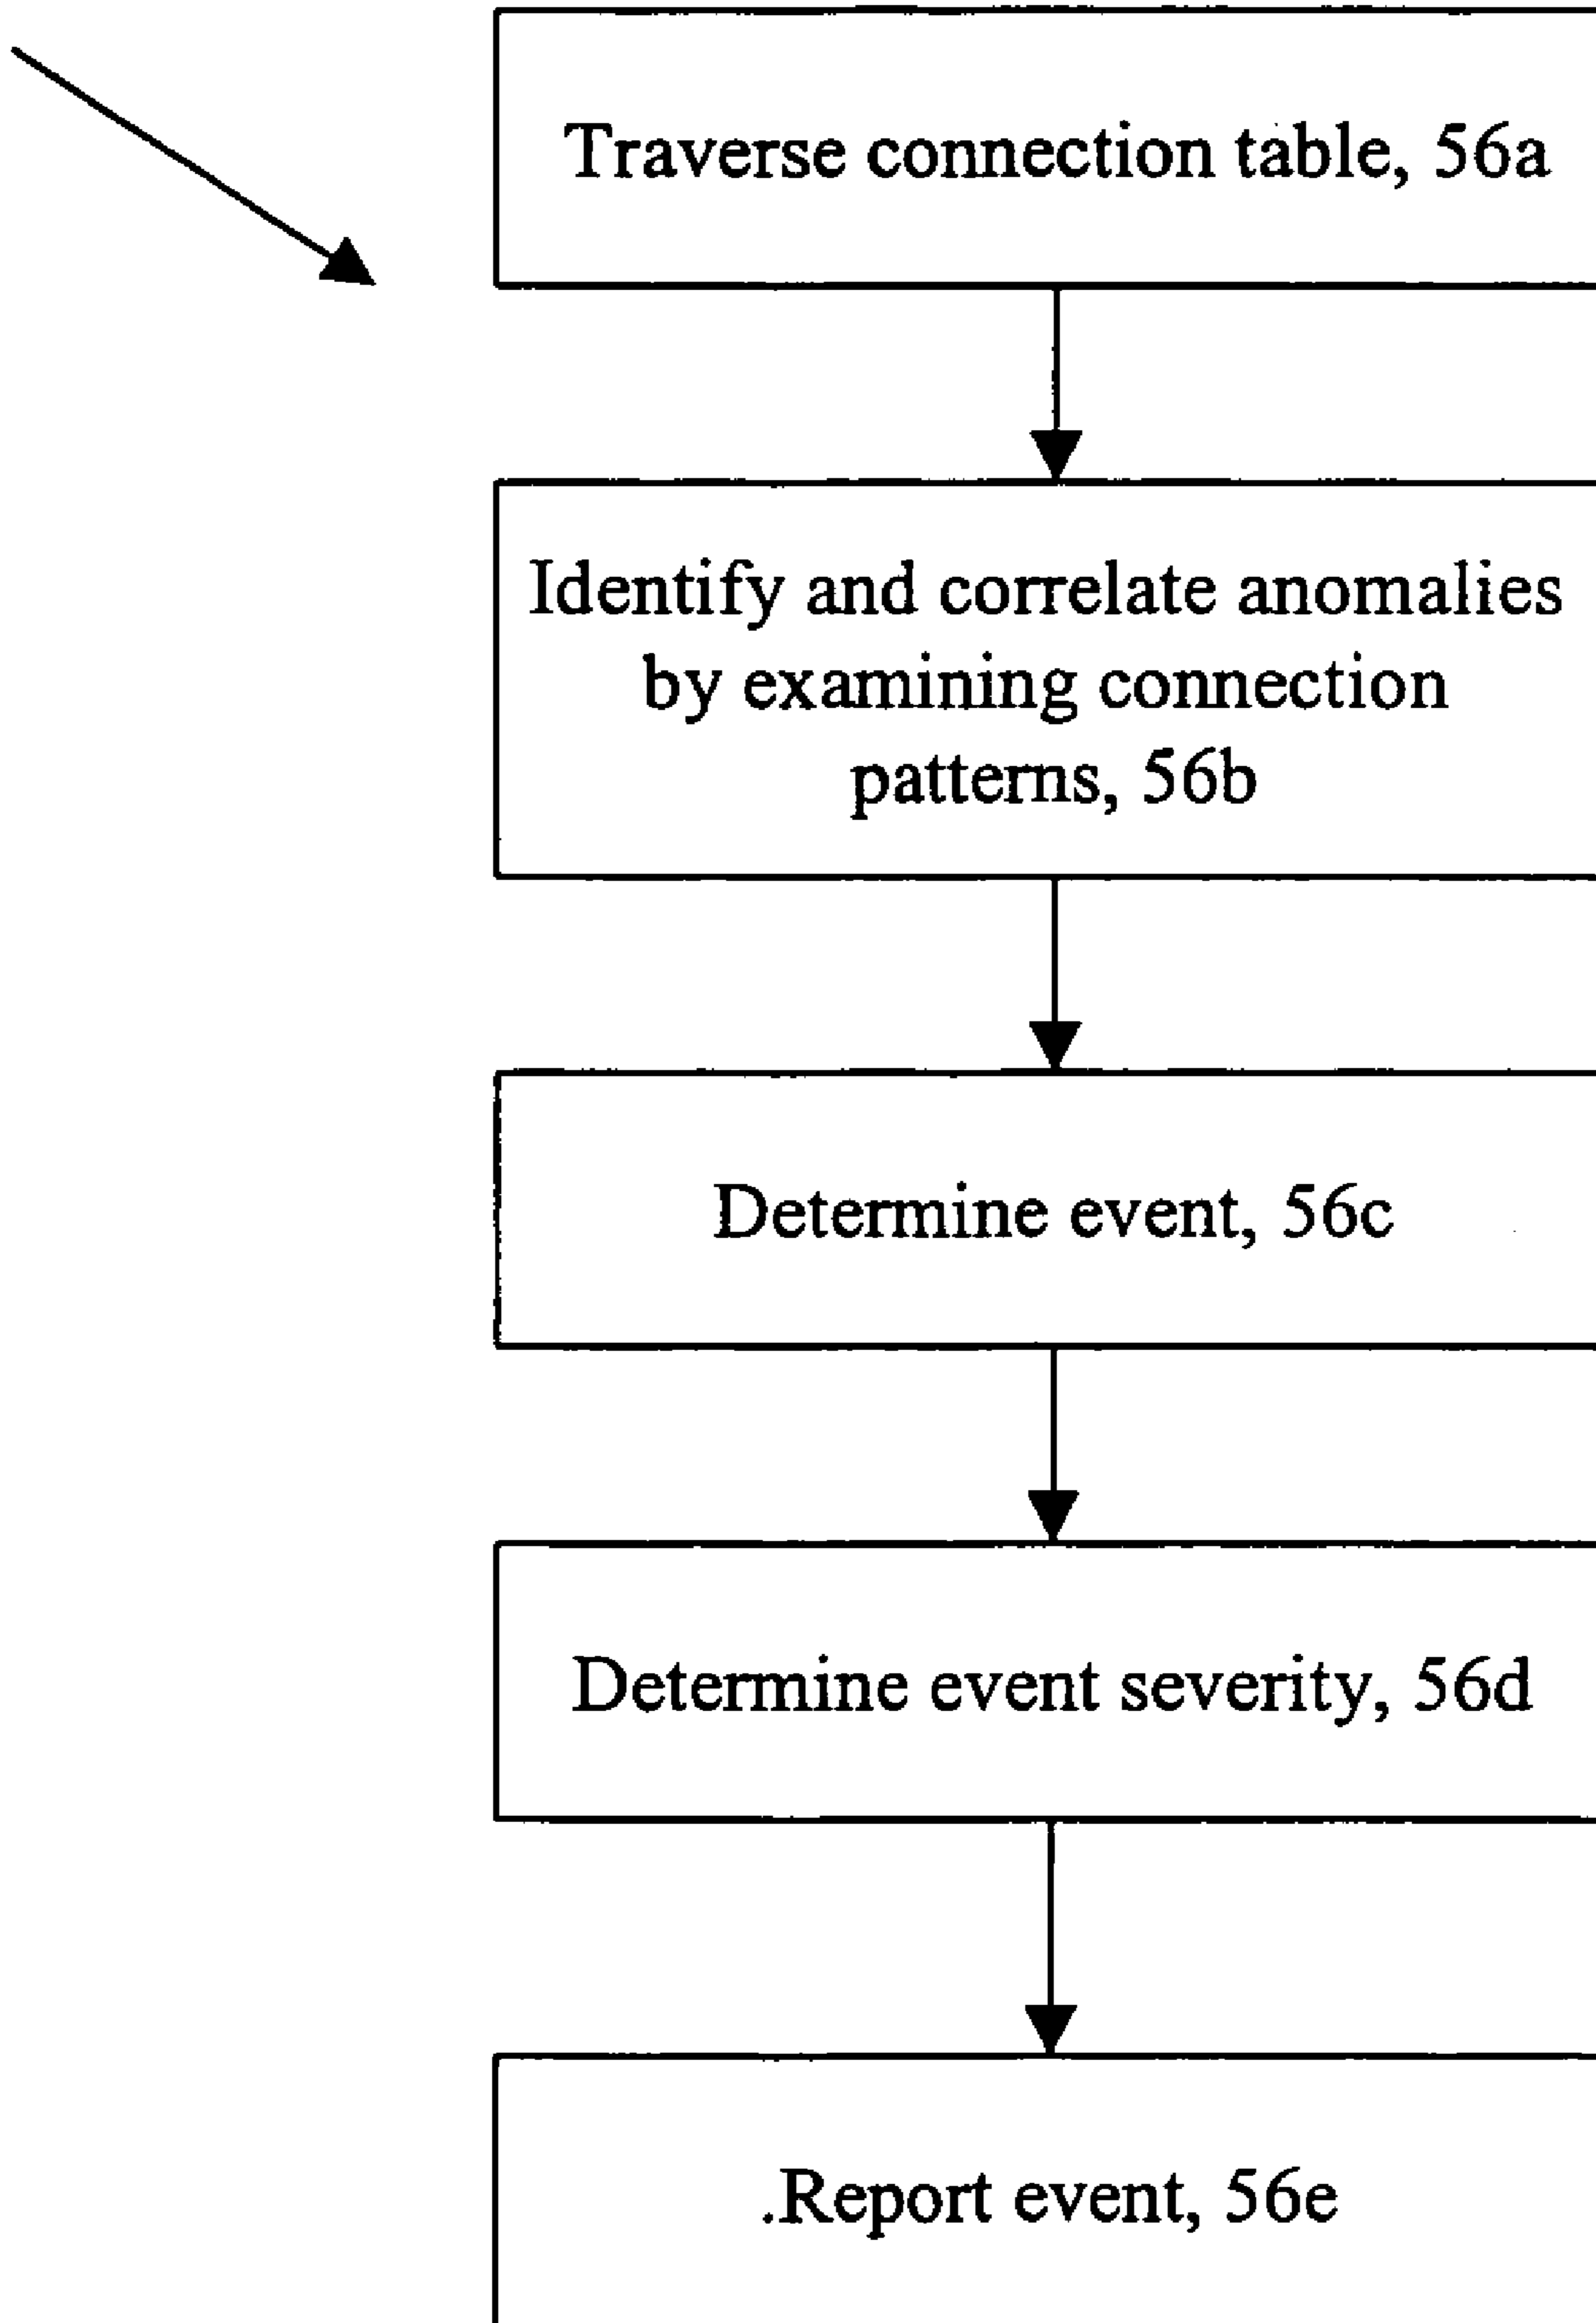 Traverse connection table, 56a
Identify and correlate anomalies
by examining connection
patterns, 56b
Determine event, 56c
Determine event severity, 56d
.Report event, 56e